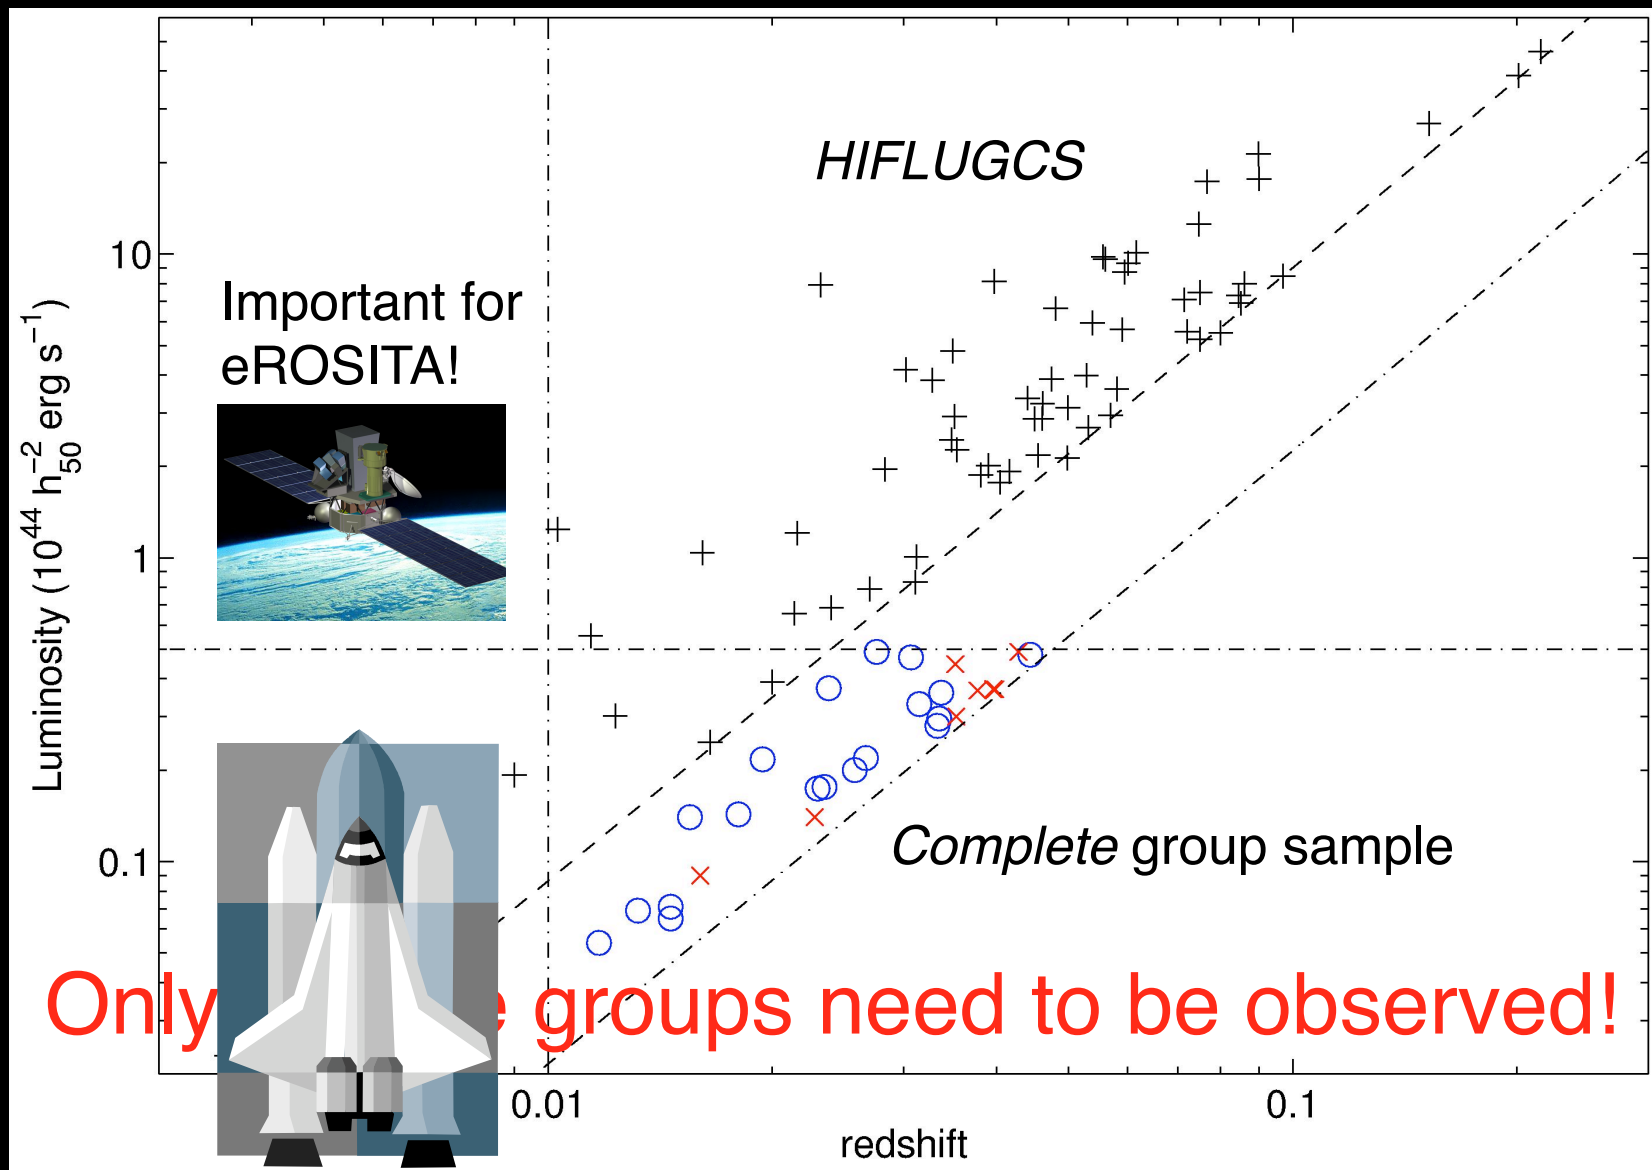 HIFLUGCS
Important for
eROSITA!
Luminosity (10^44 h_50^-2 erg s^-1)
10
1
0.1
Complete group sample
Only groups need to be observed!
0.01
0.1
redshift